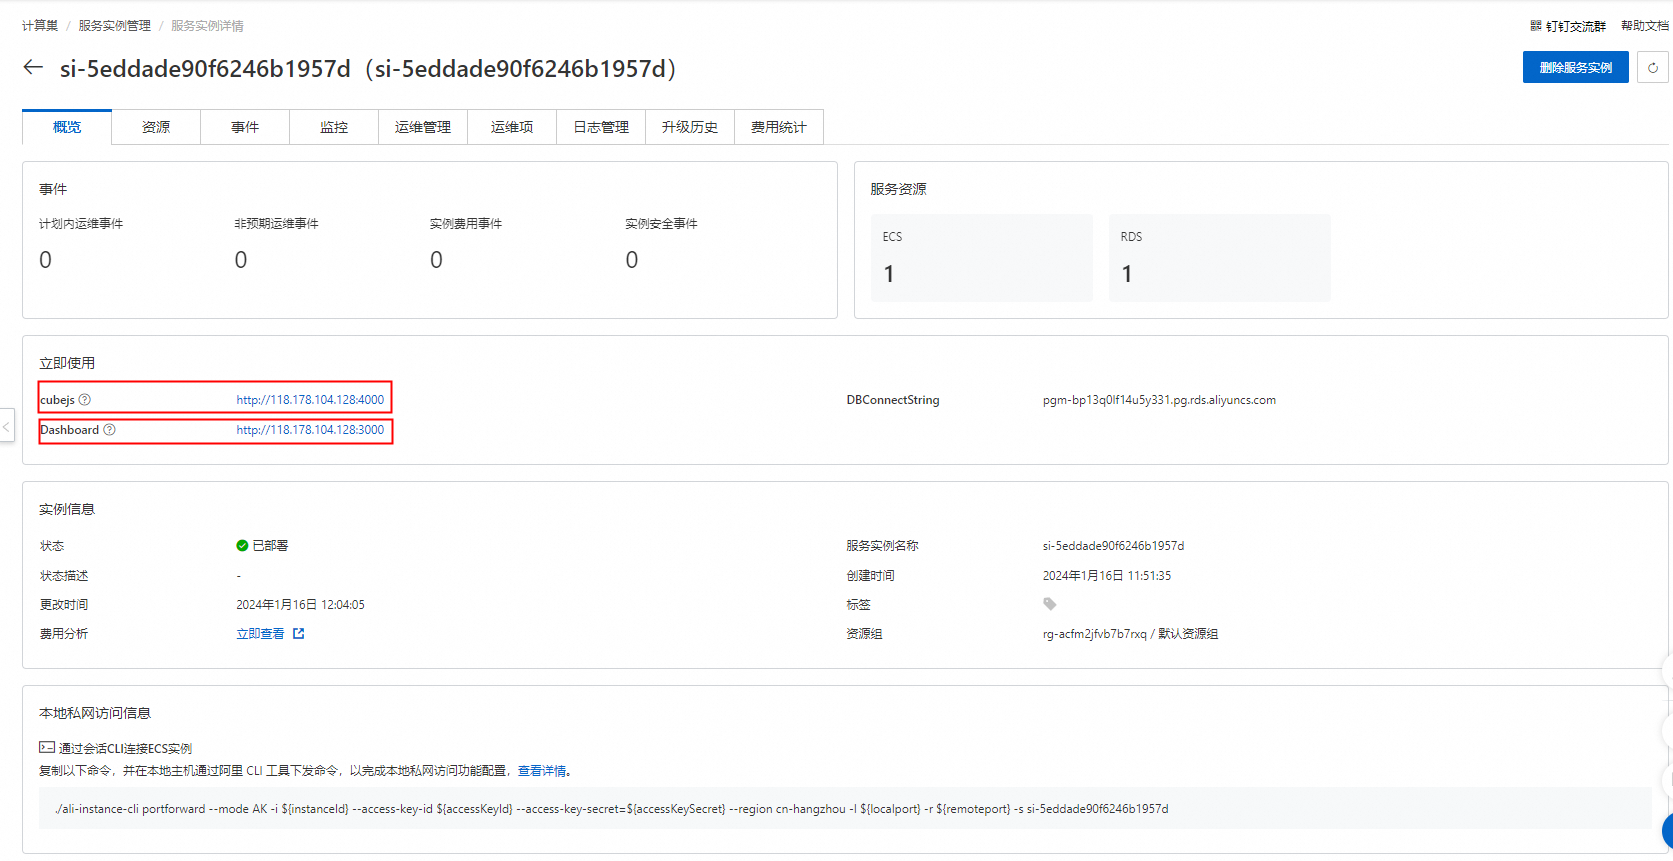 计算巢 / 服务实例管理 / 服务实例详情
钉钉交流群 帮助文档
si-5eddade90f6246b1957d（si-5eddade90f6246b1957d）
删除服务实例
概览 资源 事件 监控 运维管理 运维项 日志管理 升级历史 费用统计
事件
计划内运维事件 非预期运维事件 实例费用事件 实例安全事件
0 0 0 0
服务资源
ECS RDS
1 1
立即使用
cubejs http://118.178.104.128:4000 DBConnectString pgm-bp13q0lf14u5y331.pg.rds.aliyuncs.com
Dashboard http://118.178.104.128:3000
实例信息
状态 已部署 服务实例名称 si-5eddade90f6246b1957d
状态描述 - 创建时间 2024年1月16日 11:51:35
更改时间 2024年1月16日 12:04:05 标签
费用分析 立即查看 资源组 rg-acfm2jfvb7b7rxq / 默认资源组
本地私网访问信息
通过会话CLI连接ECS实例
复制以下命令，并在本地主机通过阿里 CLI 工具下发命令，以完成本地私网访问功能配置，查看详情。
./ali-instance-cli portforward --mode AK -i ${instanceId} --access-key-id ${accessKeyId} --access-key-secret=${accessKeySecret} --region cn-hangzhou -l ${localport} -r ${remoteport} -s si-5eddade90f6246b1957d